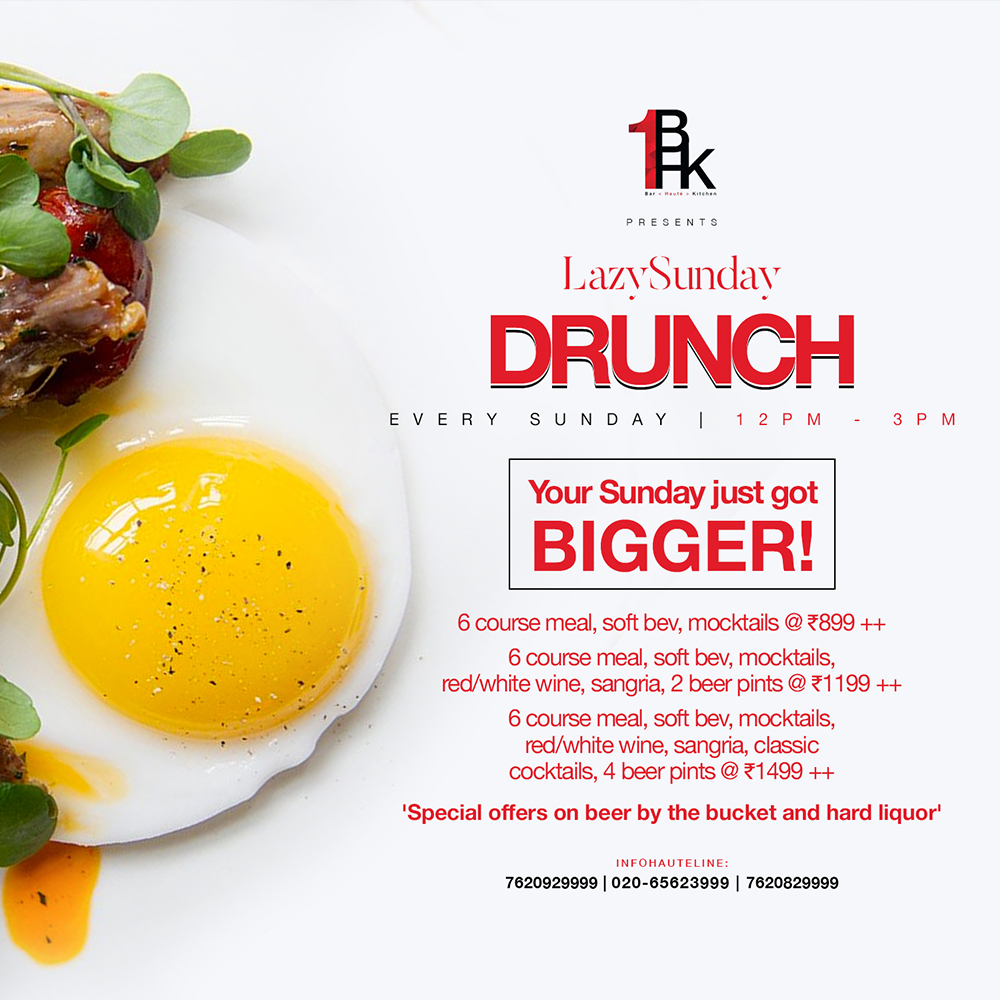 1BHK
Bar - Haute - Kitchen
PRESENTS
LazySunday
DRUNCH
EVERY SUNDAY | 12PM - 3PM
Your Sunday just got
BIGGER!
6 course meal, soft bev, mocktails @ ₹899 ++
6 course meal, soft bev, mocktails,
red/white wine, sangria, 2 beer pints @ ₹1199 ++
6 course meal, soft bev, mocktails,
red/white wine, sangria, classic
cocktails, 4 beer pints @ ₹1499 ++
'Special offers on beer by the bucket and hard liquor'
INFOHAUTELINE:
7620929999 | 020-65623999 | 7620829999